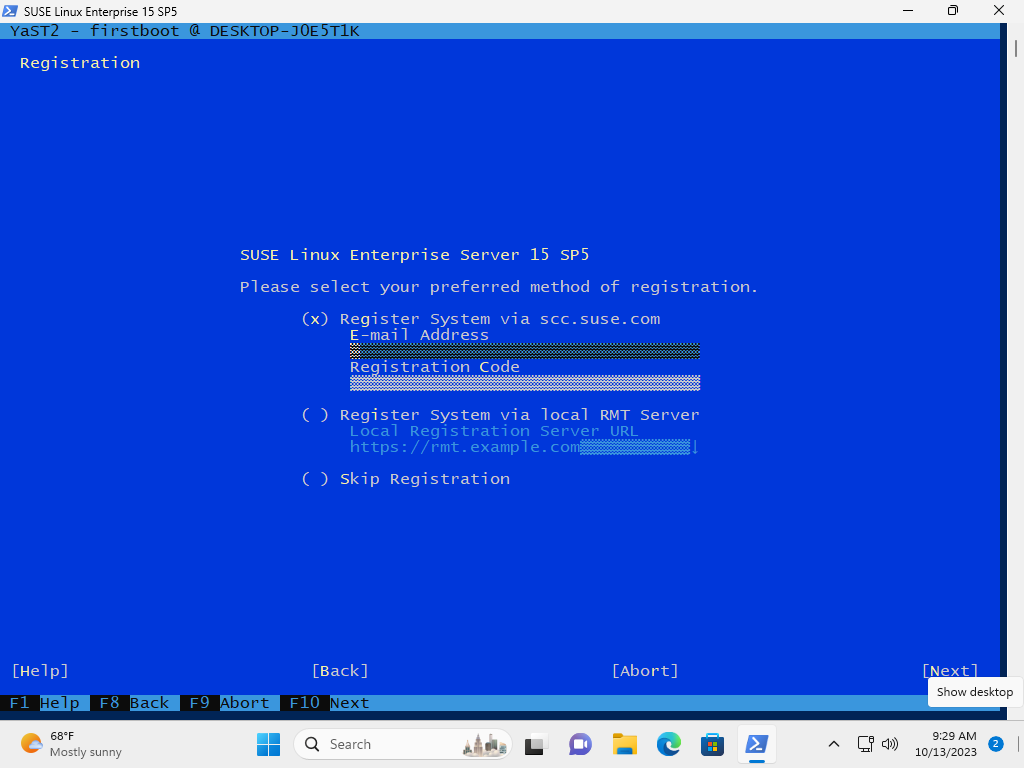 SUSE Linux Enterprise 15 SP5
YaST2 - firstboot @ DESKTOP-JOE5T1K
Registration
SUSE Linux Enterprise Server 15 SP5
Please select your preferred method of registration.
(x) Register System via scc.suse.com
E-mail Address
Registration Code
( ) Register System via local RMT Server
Local Registration Server URL
https://rmt.example.com
( ) Skip Registration
[Help] [Back] [Abort] [Next]
Show desktop
F1 Help F8 Back F9 Abort F10 Next
68°F
Mostly sunny
Search
9:29 AM
10/13/2023
2